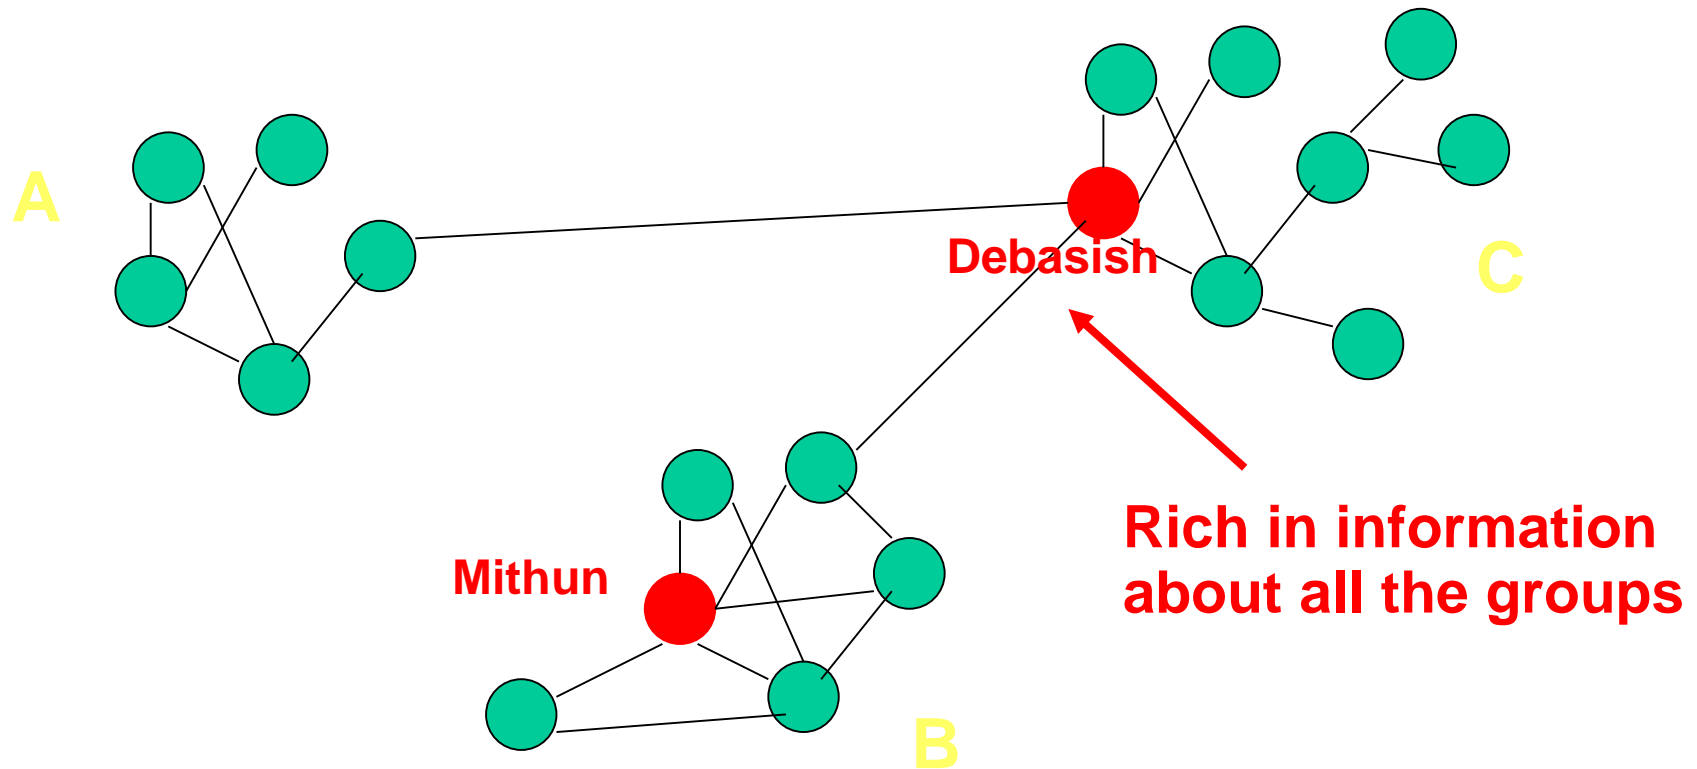 A
Debasish
C
Mithun
Rich in information
about all the groups
B